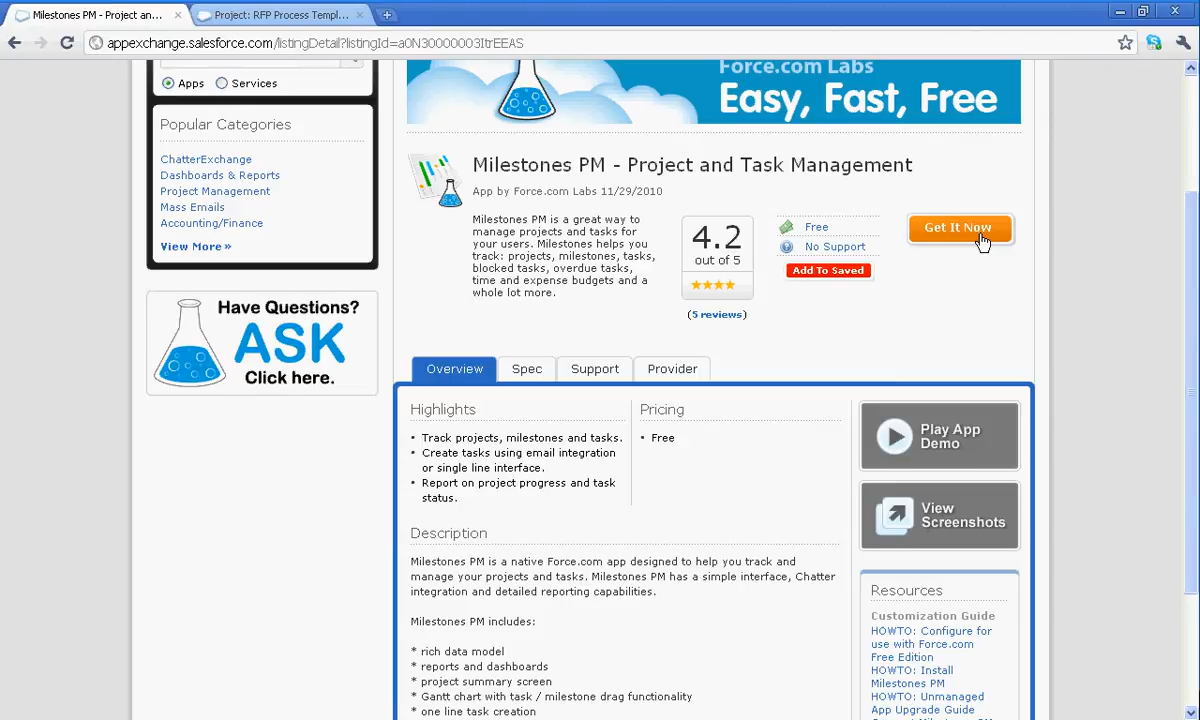 Milestones PM - Project an...
Project: RFP Process Templ...
appexchange.salesforce.com/listingDetail?listingId=a0N30000003ItrEEAS
Apps Services
Popular Categories
ChatterExchange
Dashboards & Reports
Project Management
Mass Emails
Accounting/Finance
View More »
Have Questions?
ASK
Click here.
Force.com Labs
Easy, Fast, Free
Milestones PM - Project and Task Management
App by Force.com Labs 11/29/2010
Milestones PM is a great way to
manage projects and tasks for
your users. Milestones helps you
track: projects, milestones, tasks,
blocked tasks, overdue tasks,
time and expense budgets and a
whole lot more.
4.2
out of 5
(5 reviews)
Free
No Support
Add To Saved
Get It Now
Overview Spec Support Provider
Highlights
• Track projects, milestones and tasks.
• Create tasks using email integration
or single line interface.
• Report on project progress and task
status.
Pricing
• Free
Description
Milestones PM is a native Force.com app designed to help you track and
manage your projects and tasks. Milestones PM has a simple interface, Chatter
integration and detailed reporting capabilities.
Milestones PM includes:
* rich data model
* reports and dashboards
* project summary screen
* Gantt chart with task / milestone drag functionality
* one line task creation
Play App
Demo
View
Screenshots
Resources
Customization Guide
HOWTO: Configure for
use with Force.com
Free Edition
HOWTO: Install
Milestones PM
HOWTO: Unmanaged
App Upgrade Guide